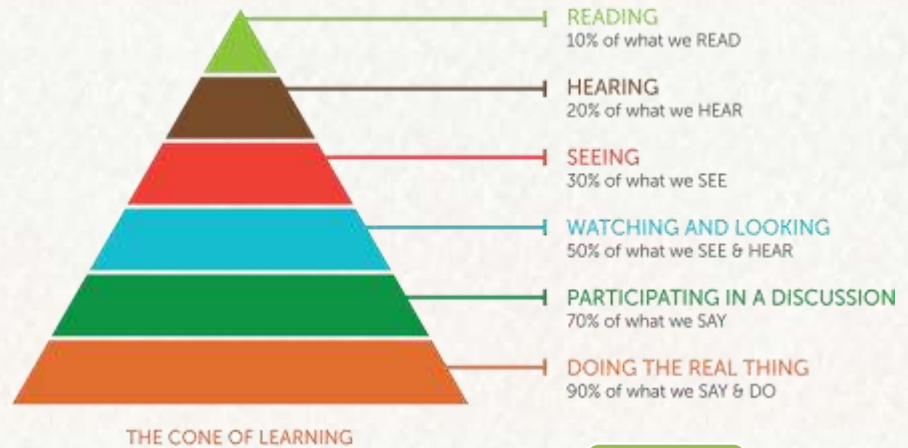 READING
10% of what we READ
HEARING
20% of what we HEAR
SEEING
30% of what we SEE
WATCHING AND LOOKING
50% of what we SEE & HEAR
PARTICIPATING IN A DISCUSSION
70% of what we SAY
DOING THE REAL THING
90% of what we SAY & DO
THE CONE OF LEARNING